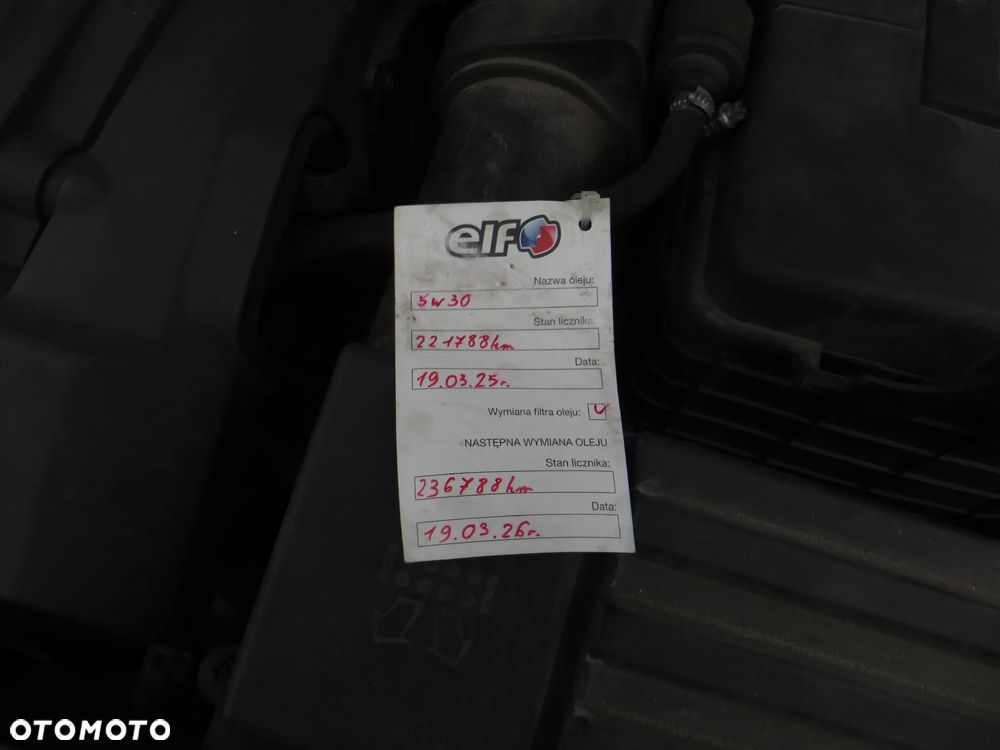 elf
Nazwa oleju:
5w30
Stan licznika:
221788km
Data:
19.03.25r.
Wymiana filtra oleju:
NASTĘPNA WYMIANA OLEJU
Stan licznika:
236788km
Data:
19.03.26r.
OTOMOTO